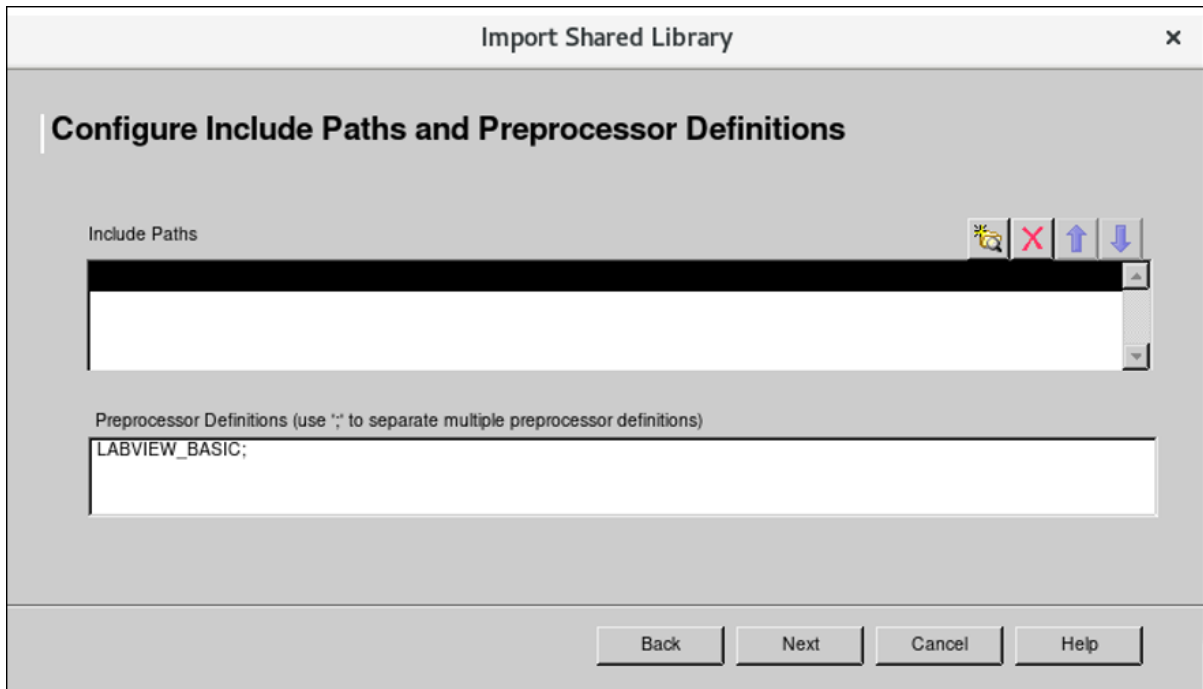 Import Shared Library
Configure Include Paths and Preprocessor Definitions
Include Paths
Preprocessor Definitions (use ";" to separate multiple preprocessor definitions)
LABVIEW_BASIC;
Back Next Cancel Help